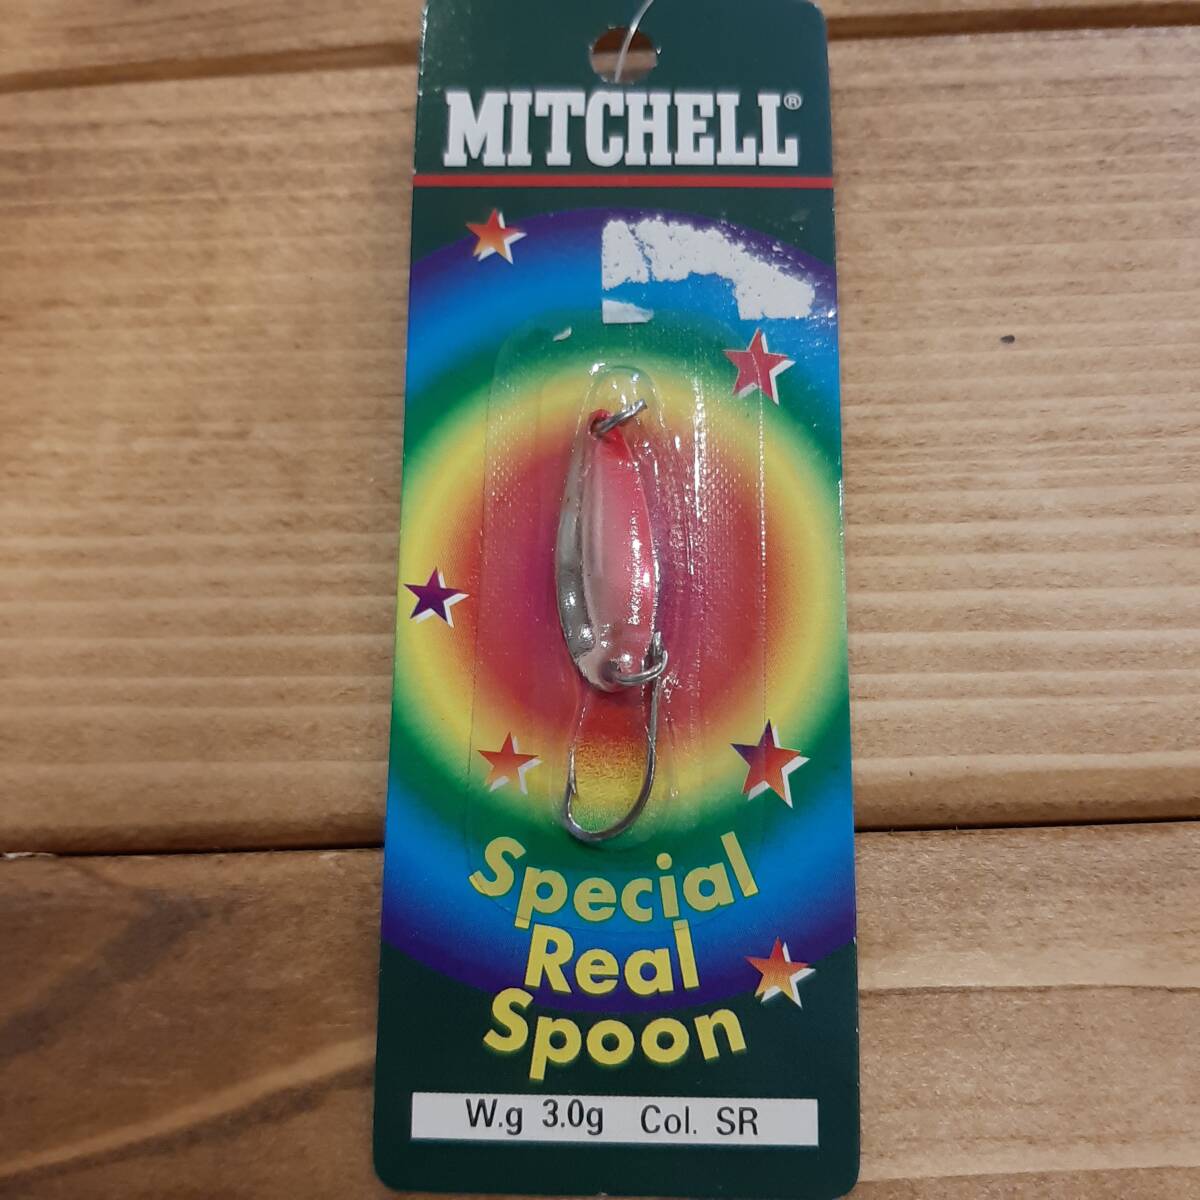 MITCHELL®
Special
Real
Spoon
W.g 3.0g Col. SR